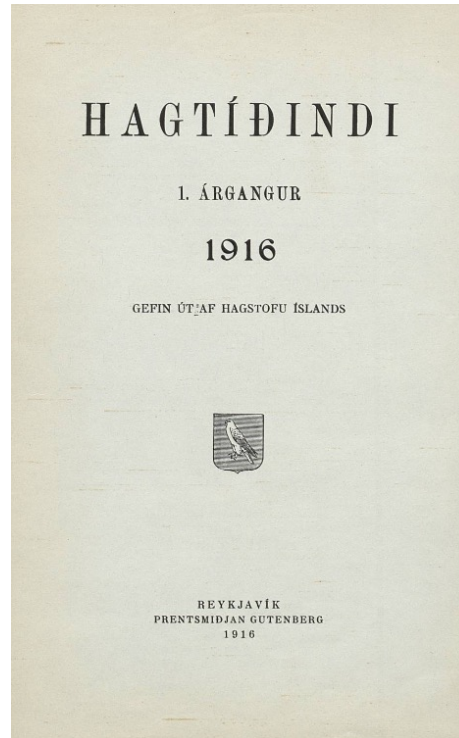 HAGTÍÐINDI
1. ÁRGANGUR
1916
GEFIN ÚT AF HAGSTOFU ÍSLANDS
REYKJAVÍK
PRENTSMIÐJAN GUTENBERG
1916